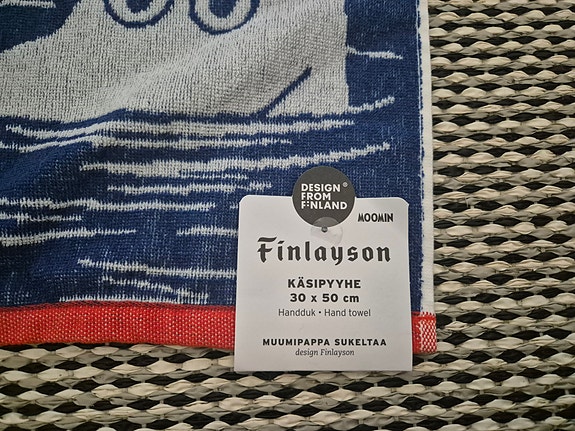 DESIGN®
FROM
FINLAND
MOOMIN
Finlayson
KÄSIPYYHE
30 x 50 cm
Handduk • Hand towel
MUUMIPAPPA SUKELTAA
design Finlayson